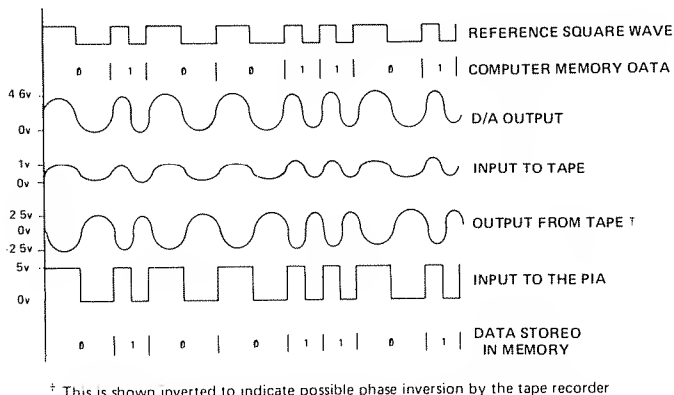 REFERENCE SQUARE WAVE
0 | 1 | 0 | 0 | 1 | 1 | 0 | 1 | COMPUTER MEMORY OATA
4 6v
0v
D/A OUTPUT
1v
0v
INPUT TO TAPE
2 5v
0v
-2 5v
OUTPUT FROM TAPE †
5v
0v
INPUT TO THE PIA
0 | 1 | 0 | 0 | 1 | 1 | 0 | 1 |
DATA STOREO
IN MEMORY
‡ This is shown inverted to indicate possible phase inversion by the tape recorder